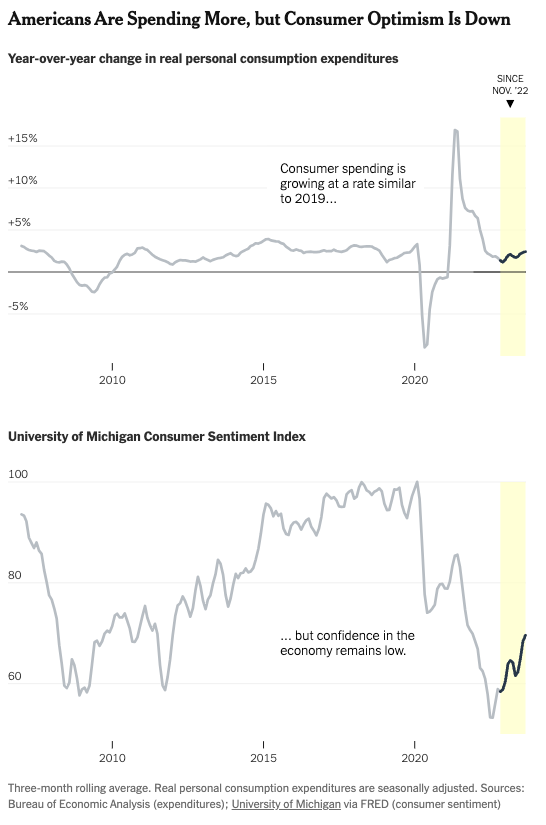 Americans Are Spending More, but Consumer Optimism Is Down
Year-over-year change in real personal consumption expenditures
SINCE
NOV. ’22
+15%
+10%
+5%
-5%
Consumer spending is
growing at a rate similar
to 2019…
2010
2015
2020
University of Michigan Consumer Sentiment Index
100
80
60
… but confidence in the
economy remains low.
2010
2015
2020
Three-month rolling average. Real personal consumption expenditures are seasonally adjusted. Sources:
Bureau of Economic Analysis (expenditures); University of Michigan via FRED (consumer sentiment)